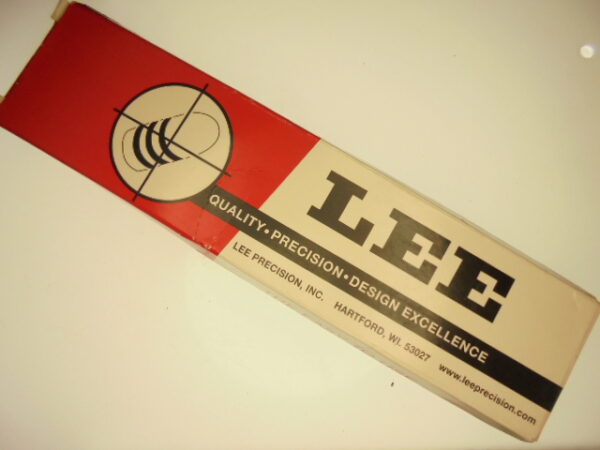 LEE
QUALITY • PRECISION • DESIGN EXCELLENCE
LEE PRECISION, INC. HARTFORD, WI. 53027 www.leeprecision.com